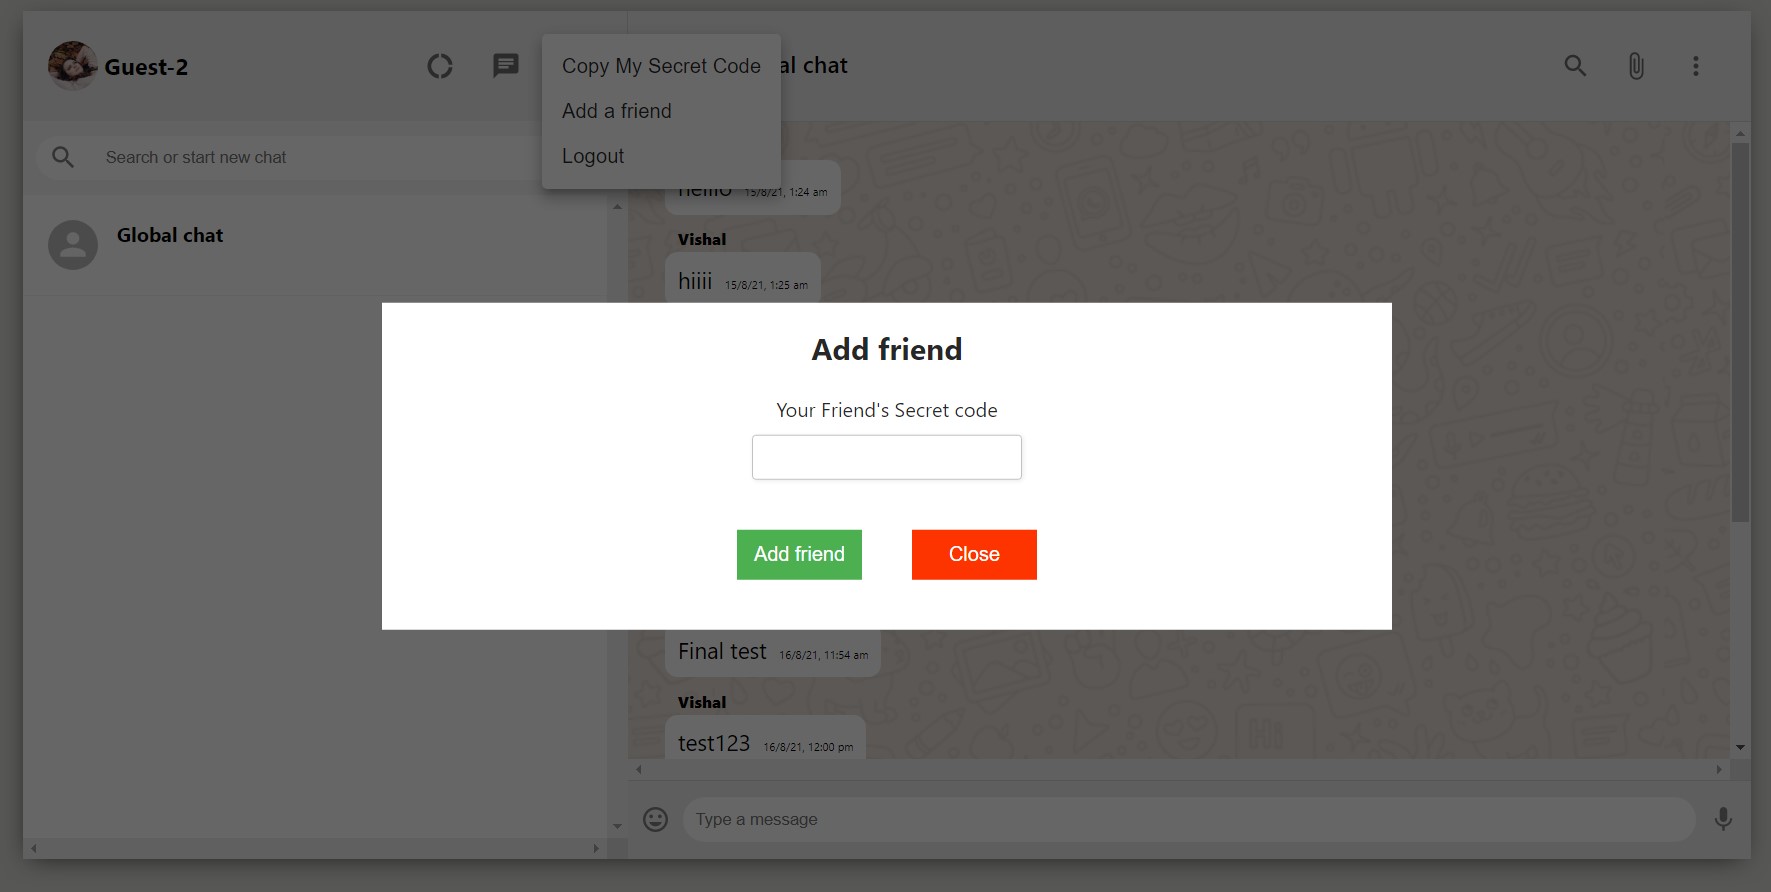 Guest-2
Copy My Secret Code
Add a friend
Logout
al chat
Search or start new chat
Global chat
15/8/21, 1:24 am
Vishal
hiiii 15/8/21, 1:25 am
Add friend
Your Friend's Secret code
Add friend
Close
Final test 16/8/21, 11:54 am
Vishal
test123 16/8/21, 12:00 pm
Type a message